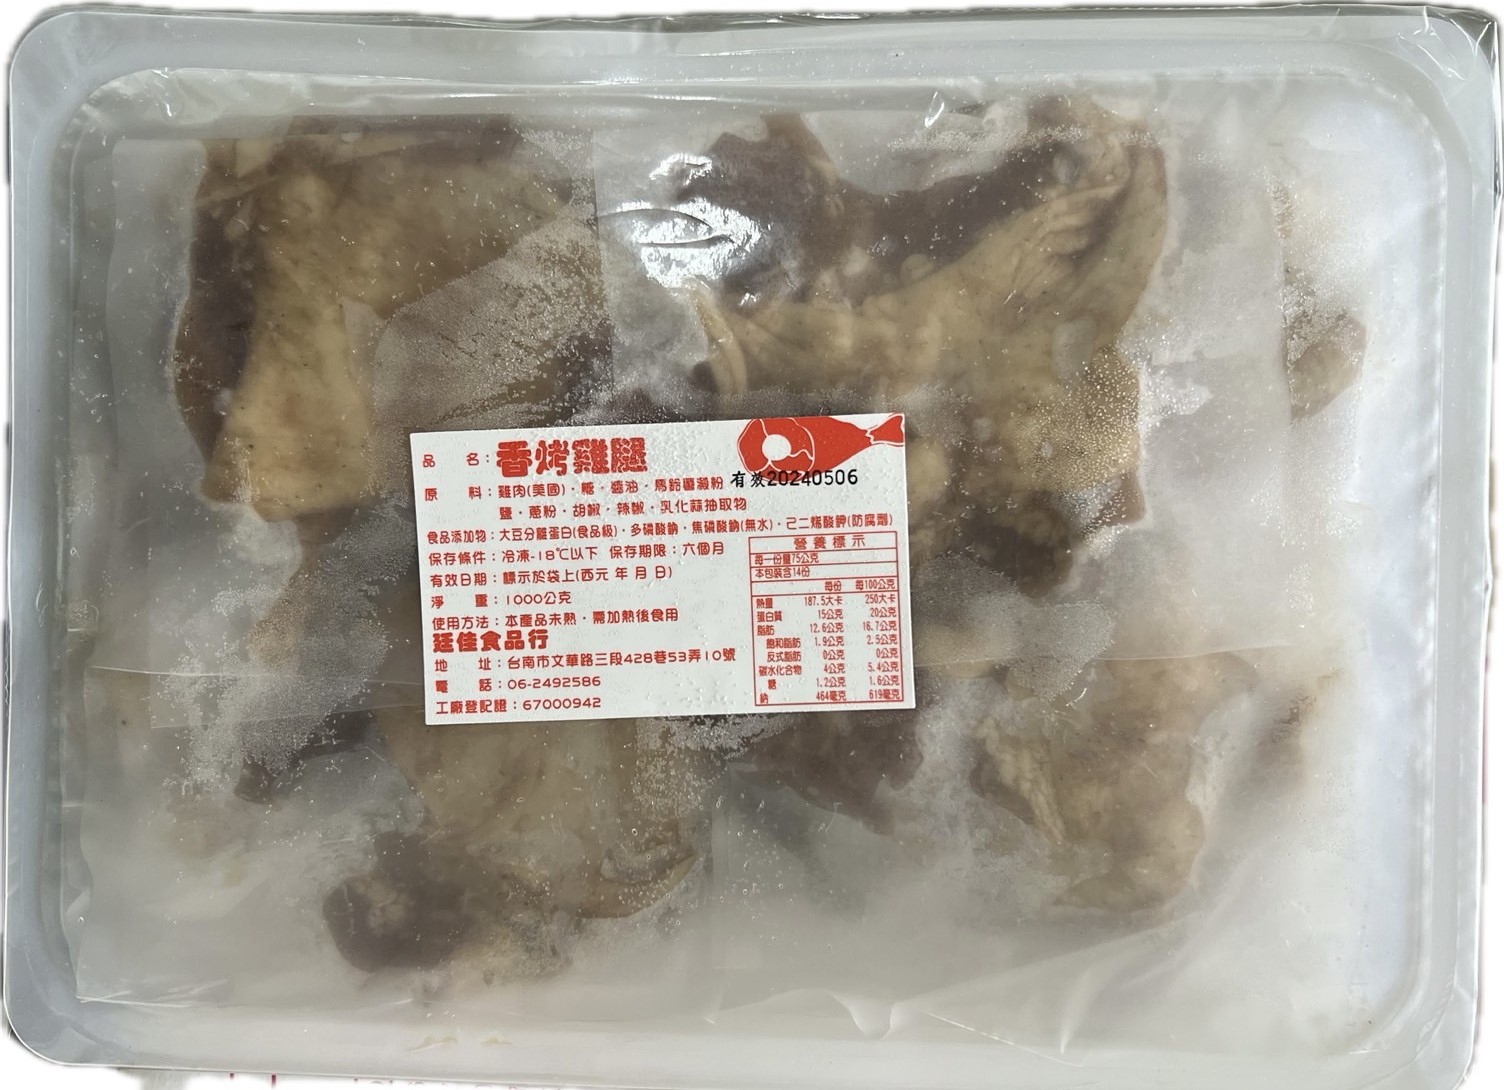 品 名：香烤雞腿
有效20240506
原 料：雞肉(美國)、糖、醬油、馬鈴薯澱粉
鹽、蔥粉、胡椒、辣椒、乳化蒜抽取物
食品添加物：大豆分離蛋白(食品級)、多磷酸鈉、焦磷酸鈉(無水)、己二烯酸鉀(防腐劑)
保存條件：冷凍-18℃以下 保存期限：六個月
有效日期：標示於袋上(西元 年 月 日)
淨 重：1000公克
使用方法：本產品未熟，需加熱後食用
廷佳食品行
地 址：台南市文華路三段428巷53弄10號
電 話：06-2492586
工廠登記證：67000942
營養標示
每一份量75公克
本包裝含14份
每份 每100公克
熱量 187.5大卡 250大卡
蛋白質 15公克 20公克
脂肪 12.6公克 16.7公克
飽和脂肪 1.9公克 2.5公克
反式脂肪 0公克 0公克
碳水化合物 4公克 5.4公克
糖 1.2公克 1.6公克
鈉 464毫克 619毫克